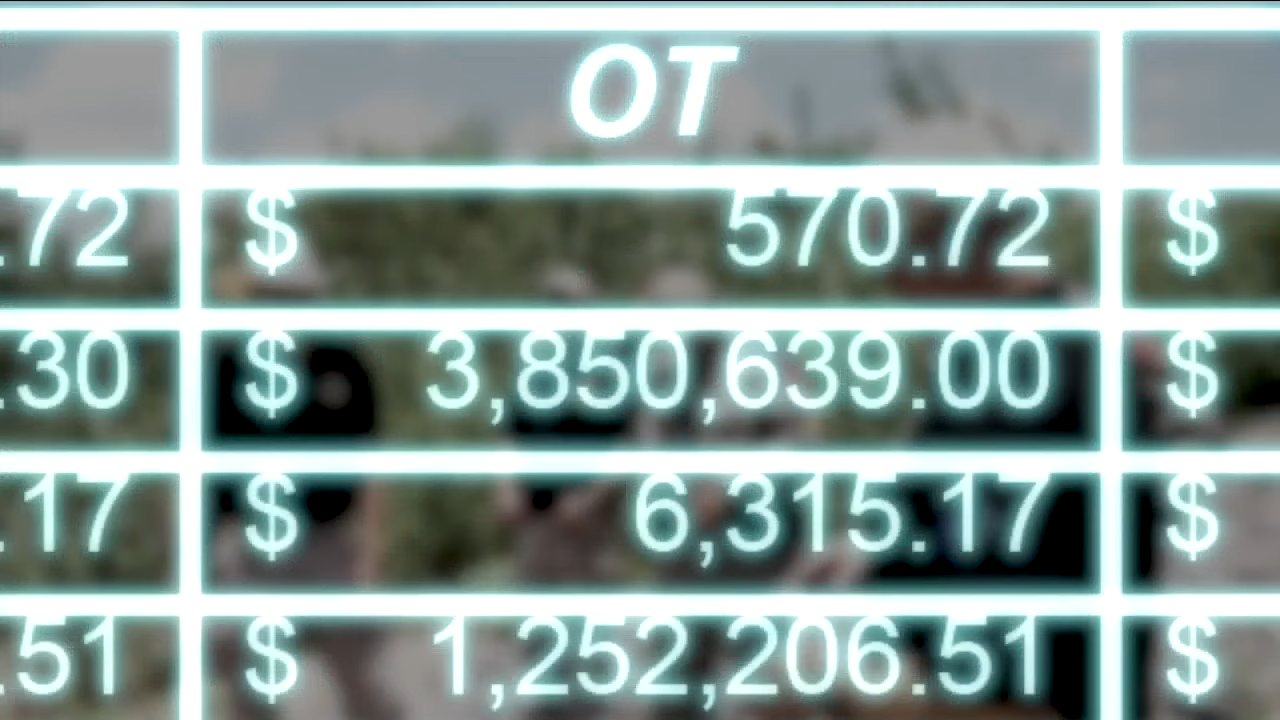 OT
.72 $ 570.72 $
.30 $ 3,850,639.00 $
.17 $ 6,315.17 $
.51 $ 1,252,206.51 $